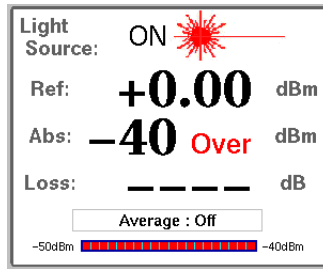 Light Source: ON
Ref: +0.00 dBm
Abs: -40 Over dBm
Loss: ---- dB
Average : Off
-50dBm -40dBm